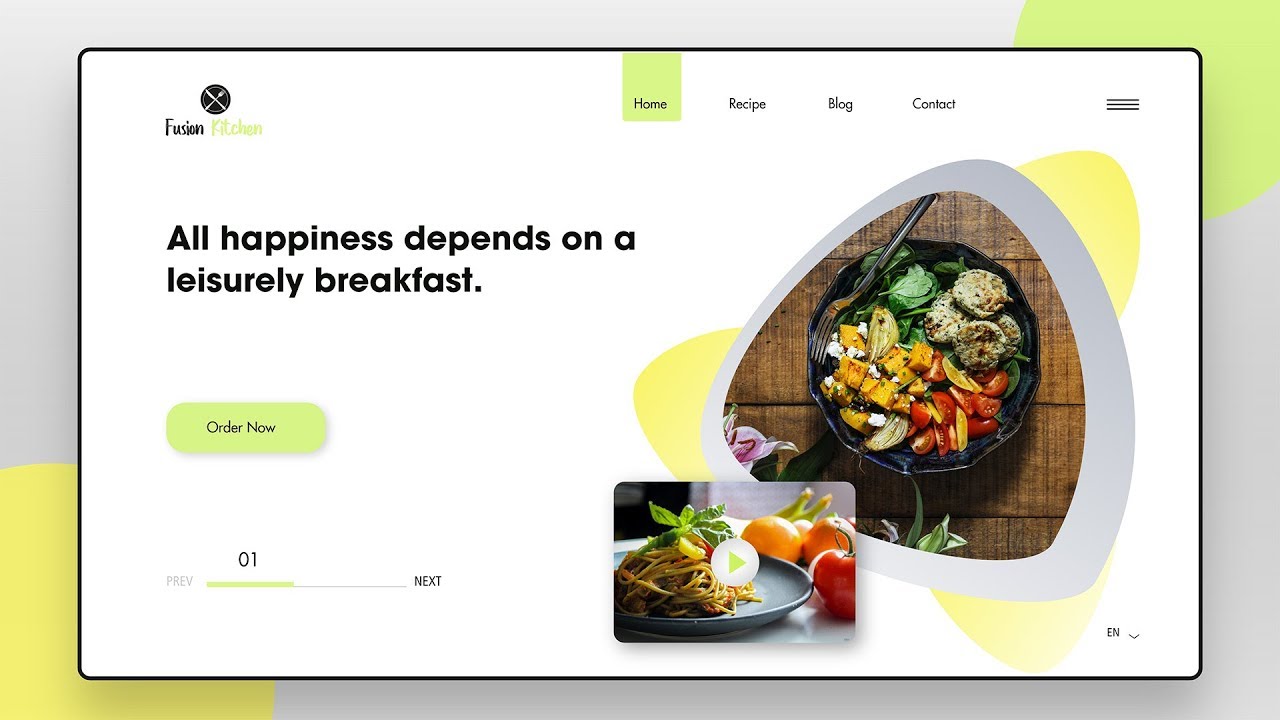 Fusion Kitchen
Home
Recipe
Blog
Contact
All happiness depends on a
leisurely breakfast.
Order Now
01
PREV
NEXT
EN